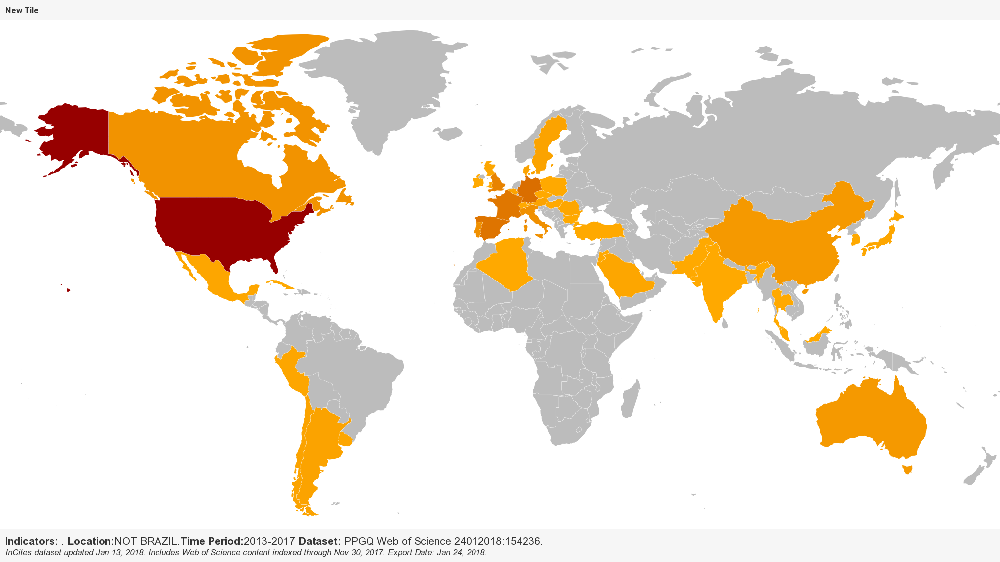 New Tile
Indicators: . Location:NOT BRAZIL.Time Period:2013-2017 Dataset: PPGQ Web of Science 24012018:154236.
InCites dataset updated Jan 13, 2018. Includes Web of Science content indexed through Nov 30, 2017. Export Date: Jan 24, 2018.